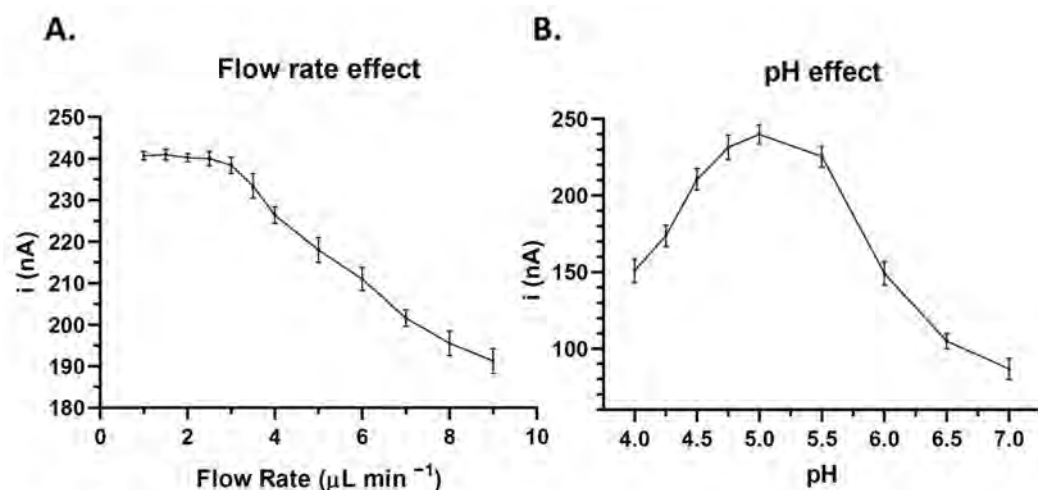 A.
Flow rate effect
250
240
230
220
210
200
190
180
i (nA)
0 2 4 6 8 10
Flow Rate (μL min ⁻¹)
B.
pH effect
250
200
150
100
i (nA)
4.0 4.5 5.0 5.5 6.0 6.5 7.0
pH